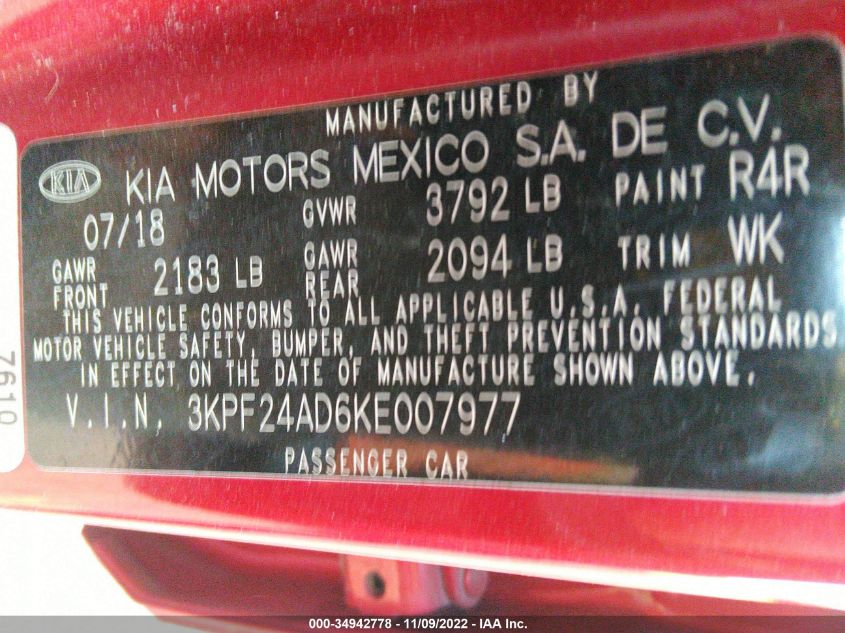 MANUFACTURED BY
KIA KIA MOTORS MEXICO S.A. DE C.V.
07/18 GVWR 3792 LB PAINT R4R
GAWR FRONT 2183 LB GAWR REAR 2094 LB TRIM WK
THIS VEHICLE CONFORMS TO ALL APPLICABLE U.S.A. FEDERAL
MOTOR VEHICLE SAFETY, BUMPER, AND THEFT PREVENTION STANDARDS
IN EFFECT ON THE DATE OF MANUFACTURE SHOWN ABOVE.
V.I.N. 3KPF24AD6KE007977
PASSENGER CAR
7610
000-34942778 - 11/09/2022 - IAA Inc.